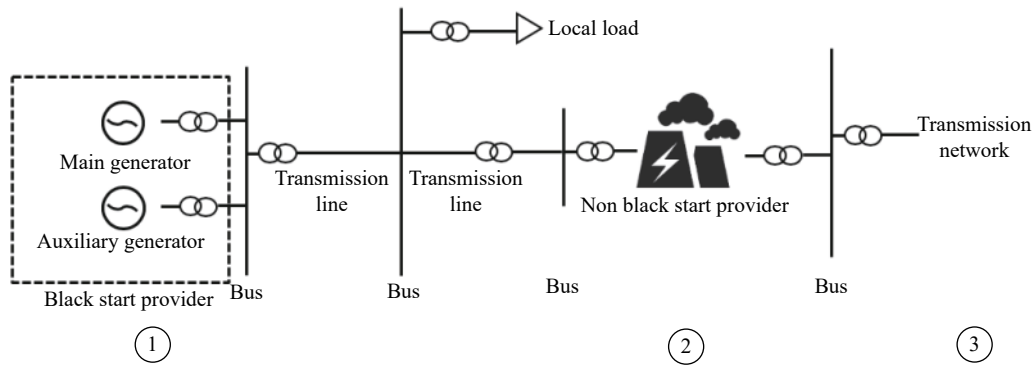 Local load
Main generator
Auxiliary generator
Black start provider
Bus
Transmission
line
Bus
Transmission
line
Bus
Non black start provider
Bus
Transmission
network
1
2
3